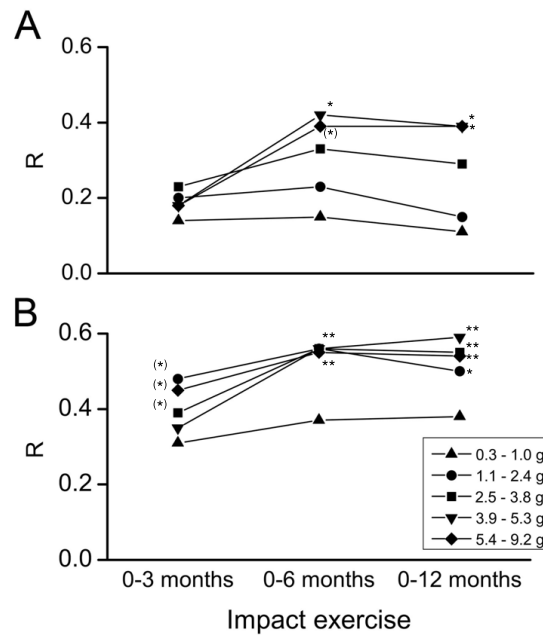 A
0.6
*
*
0.4
(*)
*
R
0.2
0.0
B
0.6
**
**
(*)
**
(*)
**
**
(*)
*
0.4
R
0.3 - 1.0 g
1.1 - 2.4 g
0.2
2.5 - 3.8 g
3.9 - 5.3 g
5.4 - 9.2 g
0.0
0-3 months 0-6 months 0-12 months
Impact exercise